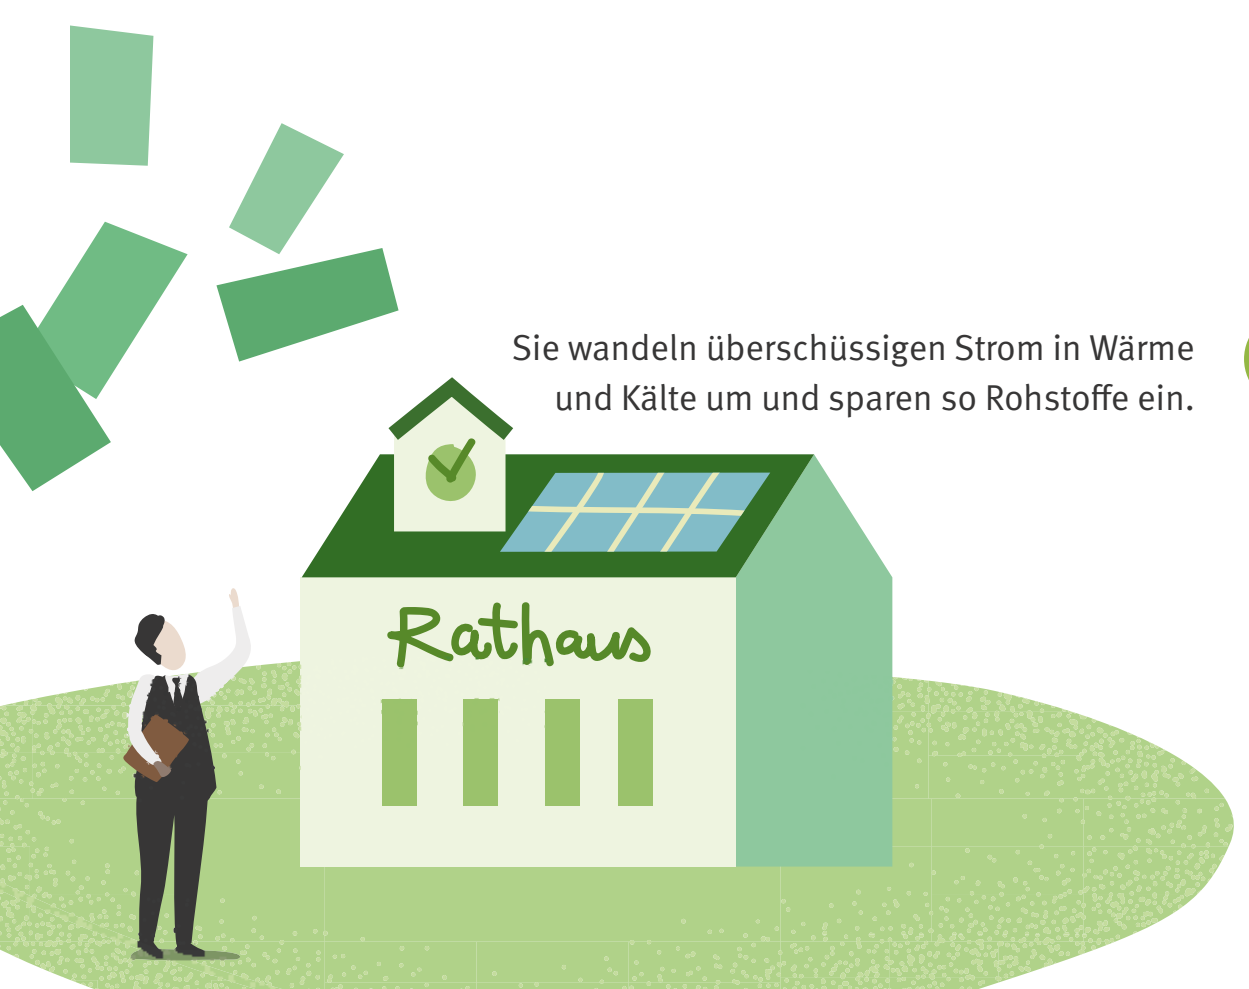 Sie wandeln überschüssigen Strom in Wärme
und Kälte um und sparen so Rohstoffe ein.
Rathaus